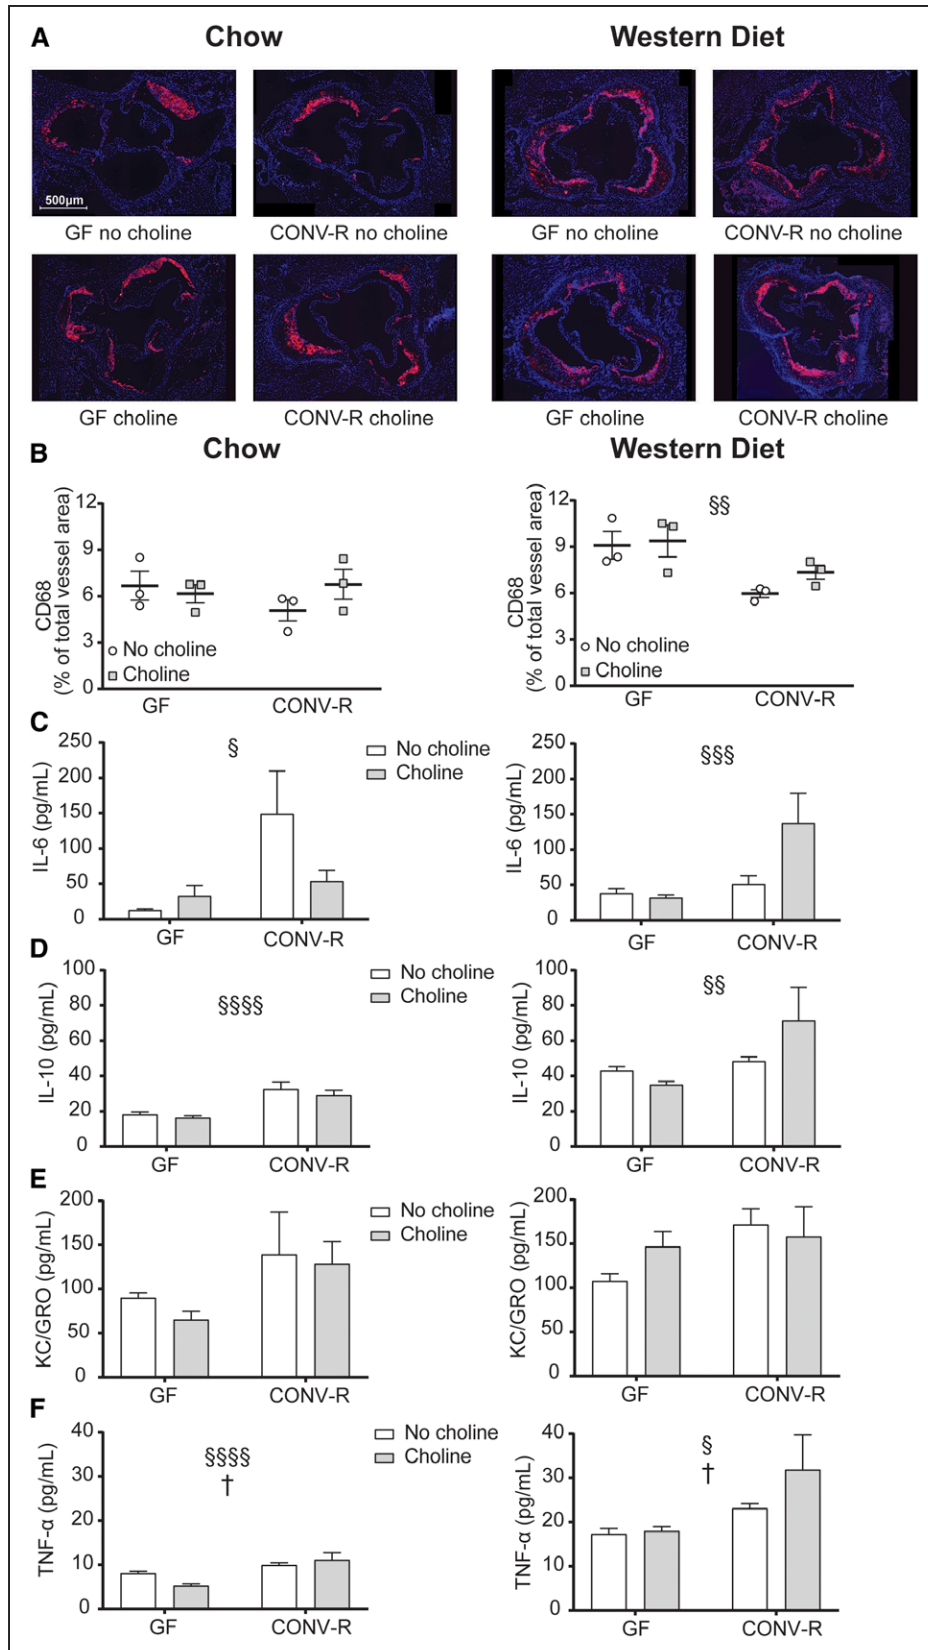 A
Chow
Western Diet
500µm
GF no choline
CONV-R no choline
GF no choline
CONV-R no choline
GF choline
CONV-R choline
GF choline
CONV-R choline
B
Chow
Western Diet
CD68
(% of total vessel area)
12
9
6
3
0
No choline
Choline
GF
CONV-R
§§
CD68
(% of total vessel area)
12
9
6
3
0
No choline
Choline
GF
CONV-R
C
IL-6 (pg/mL)
250
200
150
100
50
0
§
No choline
Choline
GF
CONV-R
IL-6 (pg/mL)
250
200
150
100
50
0
§§§
GF
CONV-R
D
IL-10 (pg/mL)
100
80
60
40
20
0
§§§§
No choline
Choline
GF
CONV-R
IL-10 (pg/mL)
100
80
60
40
20
0
§§
GF
CONV-R
E
KC/GRO (pg/mL)
200
150
100
50
0
No choline
Choline
GF
CONV-R
KC/GRO (pg/mL)
200
150
100
50
0
GF
CONV-R
F
TNF-α (pg/mL)
40
30
20
10
0
§§§§
†
No choline
Choline
GF
CONV-R
TNF-α (pg/mL)
40
30
20
10
0
§
†
GF
CONV-R